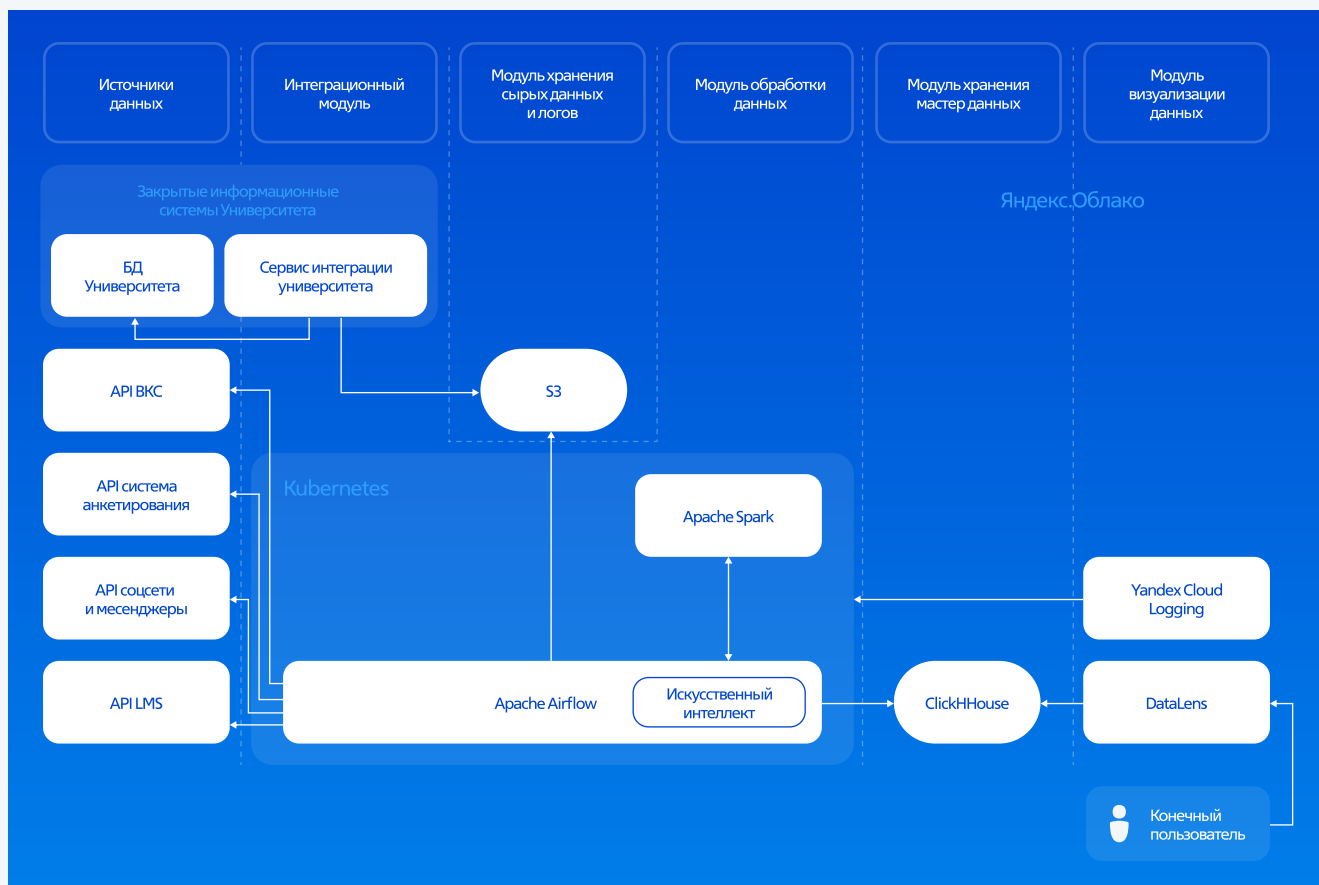 Источники
данных
Интеграционный
модуль
Модуль хранения
сырых данных
и логов
Модуль обработки
данных
Модуль хранения
мастер данных
Модуль
визуализации
данных
Закрытые информационные
системы Университета
Яндекс.Облако
БД
Университета
Сервис интеграции
университета
API ВКС
S3
API система
анкетирования
Kubernetes
Apache Spark
API соцсети
и месенджеры
Yandex Cloud
Logging
API LMS
Apache Airflow
Искусственный
интеллект
ClickHHouse
DataLens
Конечный
пользователь